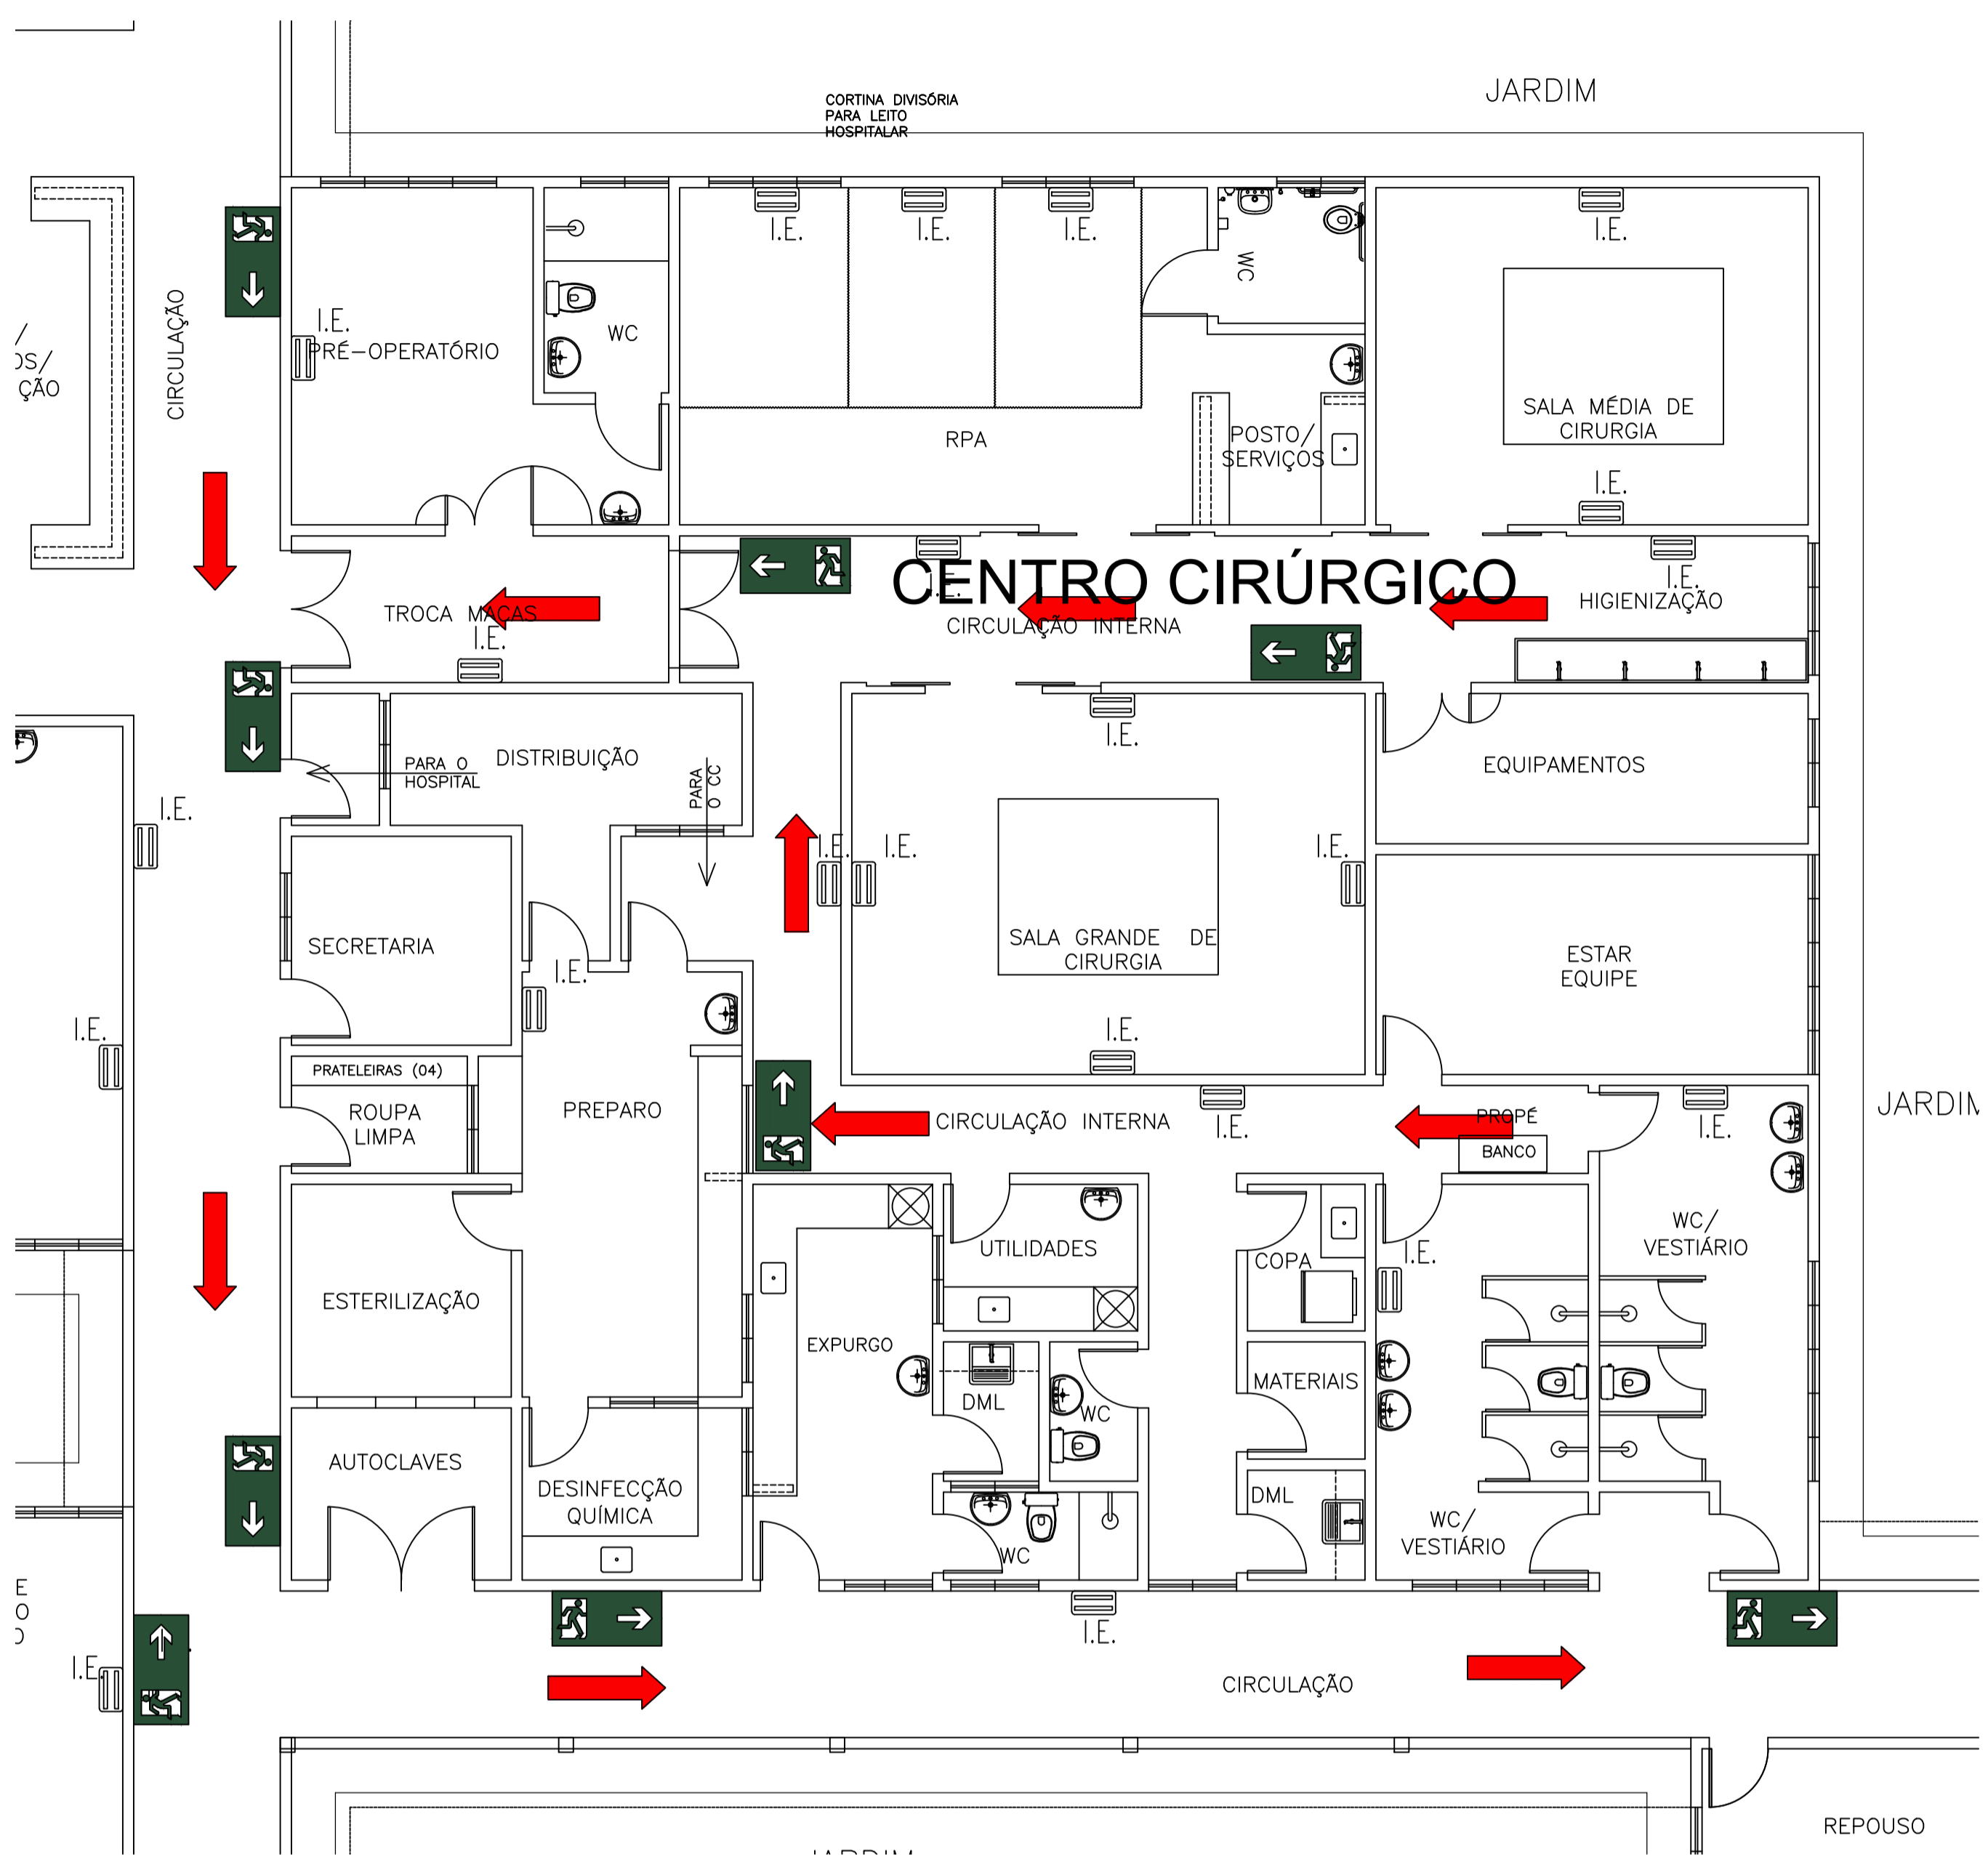 JARDIM
CORTINA DIVISÓRIA
PARA LEITO
HOSPITALAR
I.E.
I.E.
I.E.
I.E.
WC
CIRCULAÇÃO
I.E.
PRÉ-OPERATÓRIO
WC
/
OS/
ÇÃO
SALA MÉDIA DE
CIRURGIA
RPA
POSTO/
SERVIÇOS
I.E.
CENTRO CIRÚRGICO
I.E.
I.E.
HIGIENIZAÇÃO
TROCA MACAS
I.E.
CIRCULAÇÃO INTERNA
I.E.
DISTRIBUIÇÃO
PARA O
HOSPITAL
PARA
O CC
EQUIPAMENTOS
I.E.
I.E.
I.E.
I.E.
SECRETARIA
SALA GRANDE DE
CIRURGIA
ESTAR
EQUIPE
I.E.
I.E.
I.E.
PRATELEIRAS (04)
ROUPA
LIMPA
PREPARO
CIRCULAÇÃO INTERNA
I.E.
PROPÉ
BANCO
I.E.
JARDIM
WC/
VESTIÁRIO
UTILIDADES
COPA
I.E.
ESTERILIZAÇÃO
EXPURGO
MATERIAIS
DML
WC
AUTOCLAVES
DESINFECÇÃO
QUÍMICA
DML
WC/
VESTIÁRIO
WC
E
O
I.E.
I.E.
CIRCULAÇÃO
REPOUSO
JARDIM